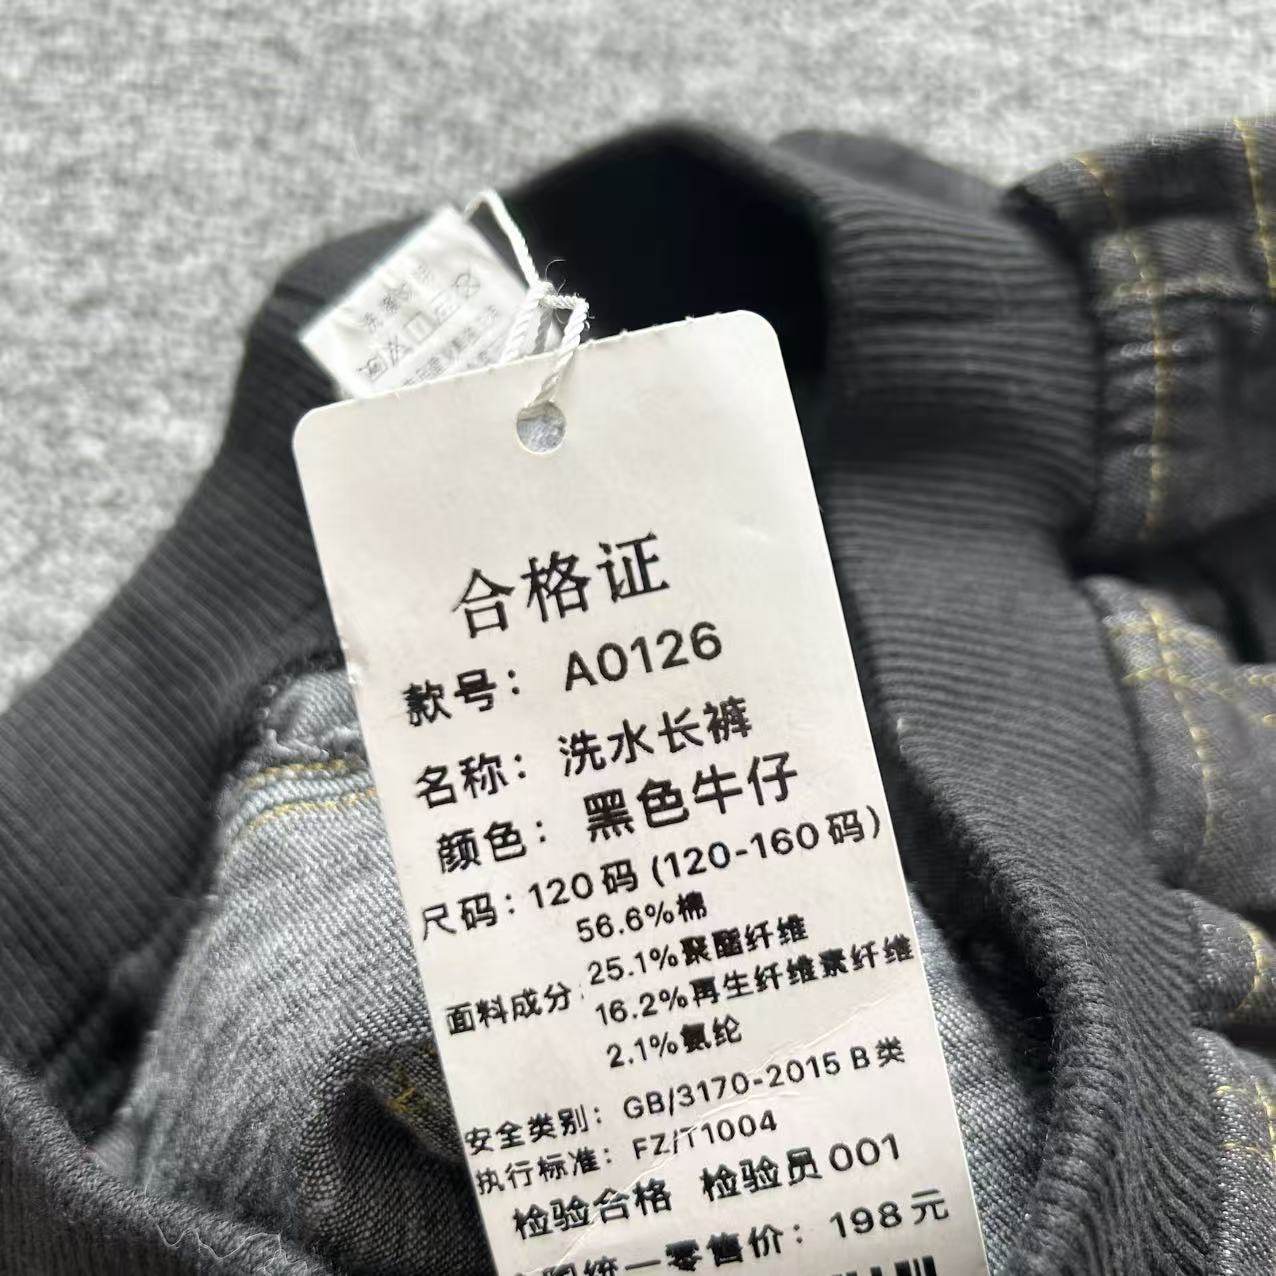 合格证
款号： A0126
名称： 洗水长裤
颜色： 黑色牛仔
尺码：120码 (120-160码)
56.6%棉
25.1%聚酯纤维
面料成分:
16.2%再生纤维素纤维
2.1%氨纶
安全类别： GB/3170-2015 B类
执行标准： FZ/T1004
检验合格 检验员001
统一零售价：198元